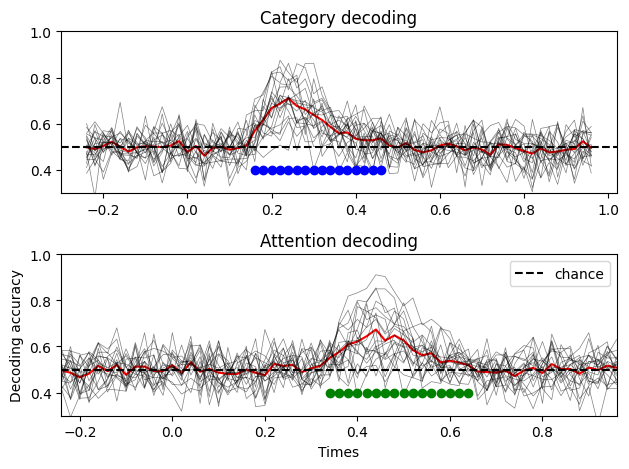 Category decoding
1.0
0.8
0.6
0.4
−0.2 0.0 0.2 0.4 0.6 0.8 1.0
Attention decoding
1.0
0.8
0.6
0.4
chance
Decoding accuracy
−0.2 0.0 0.2 0.4 0.6 0.8
Times